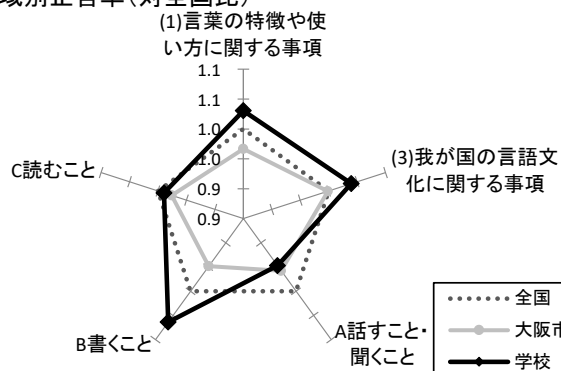 域別正答率（対全国比）
(1)言葉の特徴や使
い方に関する事項
1.1
1.1
1.0
1.0
0.9
0.9
C読むこと
(3)我が国の言語文
化に関する事項
B書くこと
A話すこと・
聞くこと
全国
大阪市
学校